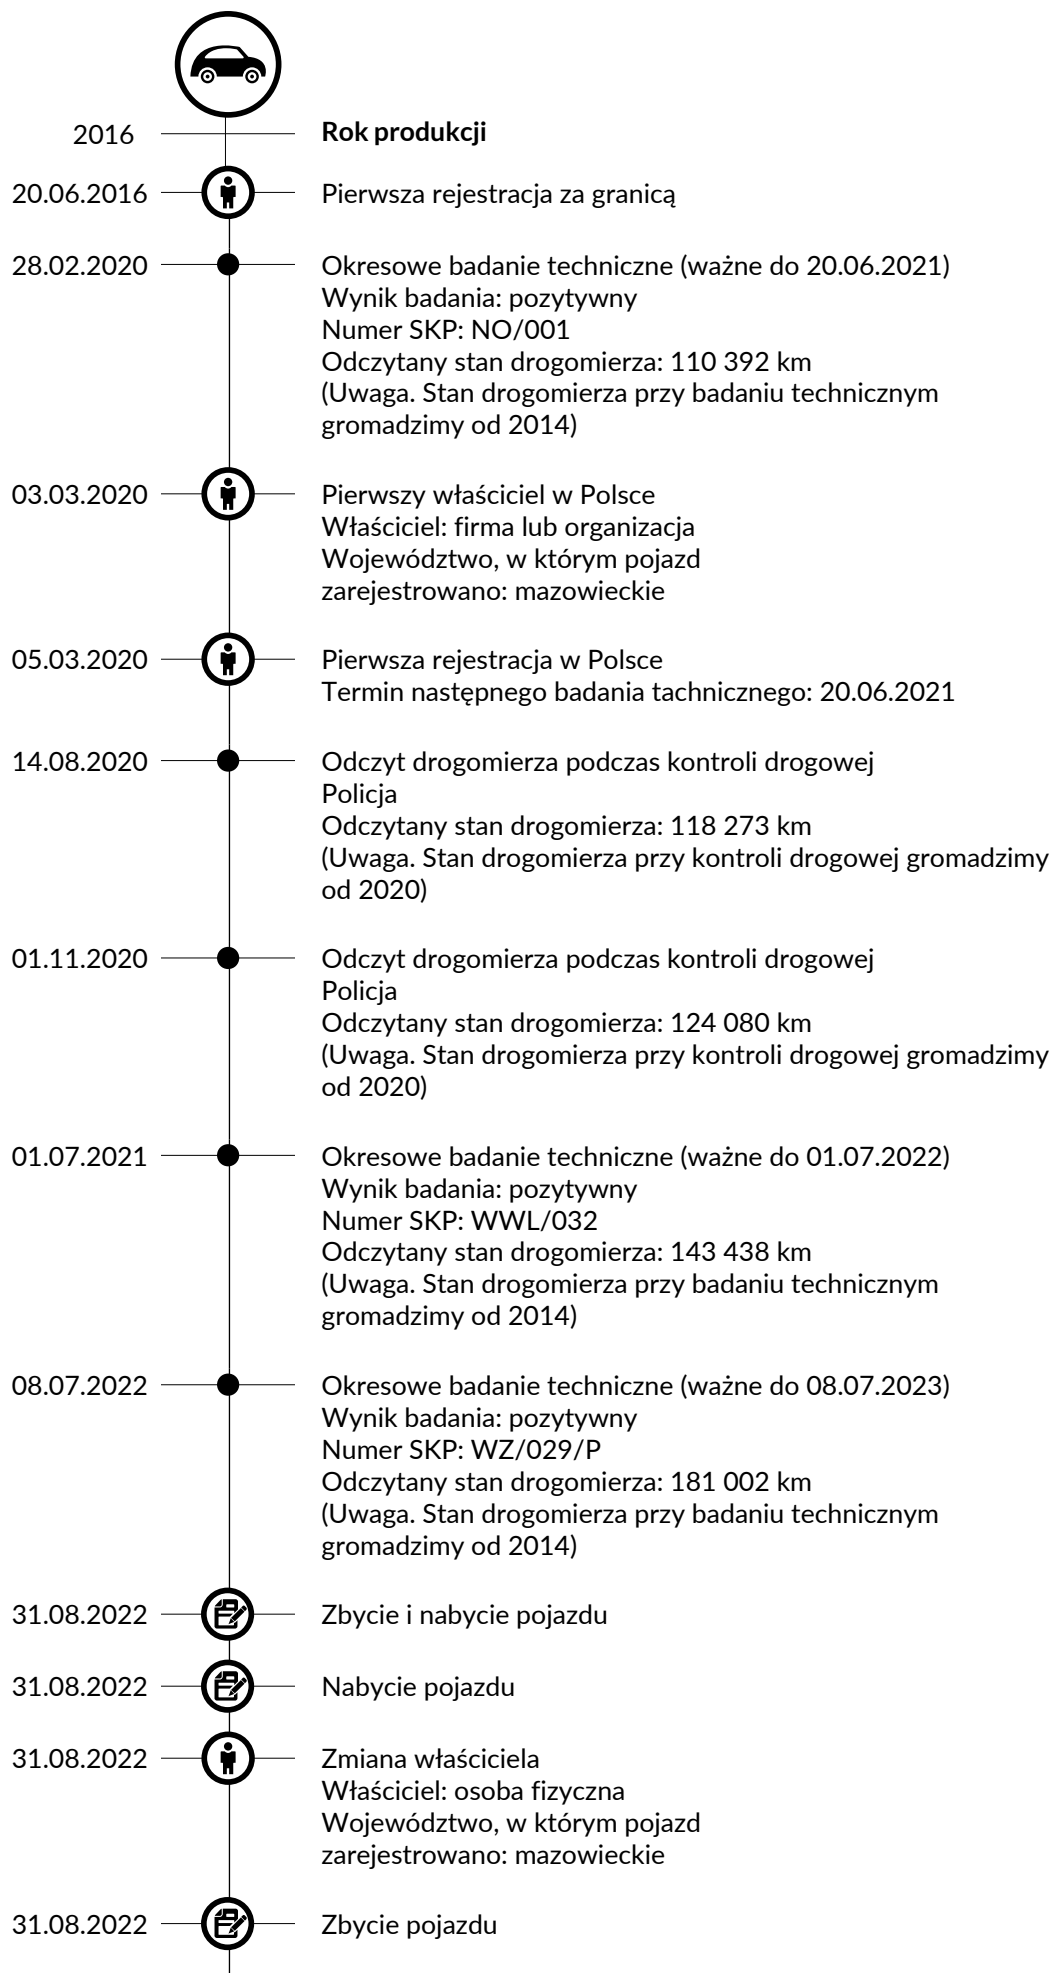 2016 Rok produkcji
20.06.2016 Pierwsza rejestracja za granicą
28.02.2020 Okresowe badanie techniczne (ważne do 20.06.2021)
Wynik badania: pozytywny
Numer SKP: NO/001
Odczytany stan drogomierza: 110 392 km
(Uwaga. Stan drogomierza przy badaniu technicznym
gromadzimy od 2014)
03.03.2020 Pierwszy właściciel w Polsce
Właściciel: firma lub organizacja
Województwo, w którym pojazd
zarejestrowano: mazowieckie
05.03.2020 Pierwsza rejestracja w Polsce
Termin następnego badania tachnicznego: 20.06.2021
14.08.2020 Odczyt drogomierza podczas kontroli drogowej
Policja
Odczytany stan drogomierza: 118 273 km
(Uwaga. Stan drogomierza przy kontroli drogowej gromadzimy
od 2020)
01.11.2020 Odczyt drogomierza podczas kontroli drogowej
Policja
Odczytany stan drogomierza: 124 080 km
(Uwaga. Stan drogomierza przy kontroli drogowej gromadzimy
od 2020)
01.07.2021 Okresowe badanie techniczne (ważne do 01.07.2022)
Wynik badania: pozytywny
Numer SKP: WWL/032
Odczytany stan drogomierza: 143 438 km
(Uwaga. Stan drogomierza przy badaniu technicznym
gromadzimy od 2014)
08.07.2022 Okresowe badanie techniczne (ważne do 08.07.2023)
Wynik badania: pozytywny
Numer SKP: WZ/029/P
Odczytany stan drogomierza: 181 002 km
(Uwaga. Stan drogomierza przy badaniu technicznym
gromadzimy od 2014)
31.08.2022 Zbycie i nabycie pojazdu
31.08.2022 Nabycie pojazdu
31.08.2022 Zmiana właściciela
Właściciel: osoba fizyczna
Województwo, w którym pojazd
zarejestrowano: mazowieckie
31.08.2022 Zbycie pojazdu